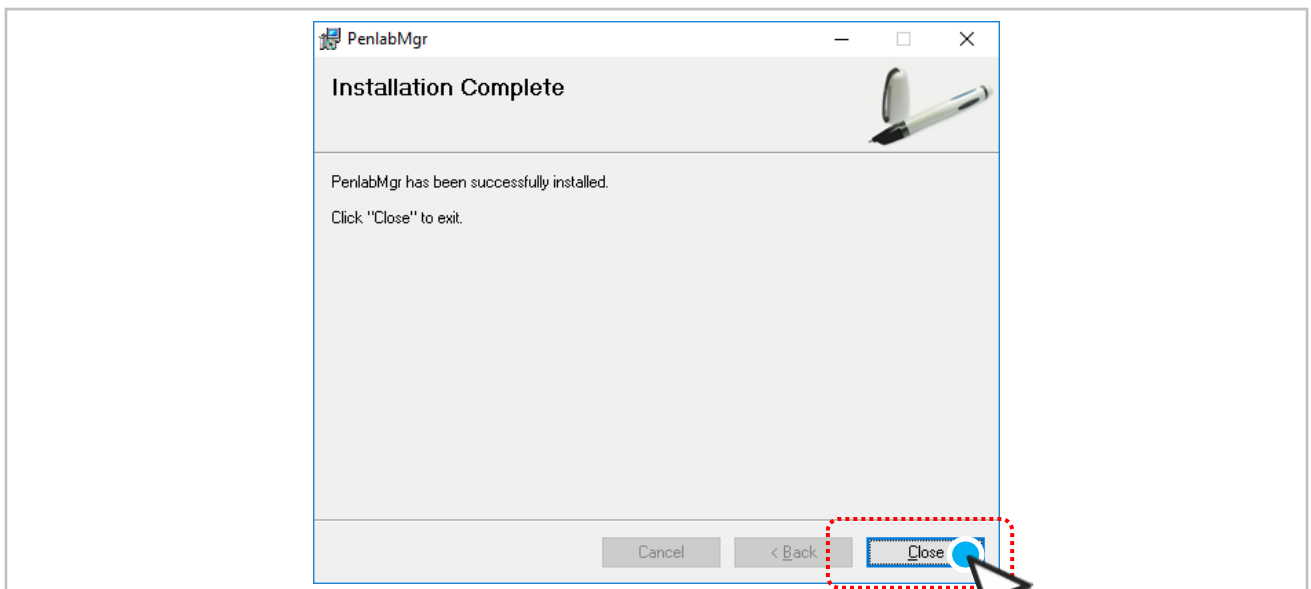 PenlabMgr
Installation Complete
PenlabMgr has been successfully installed.
Click "Close" to exit.
Cancel
< Back
Close